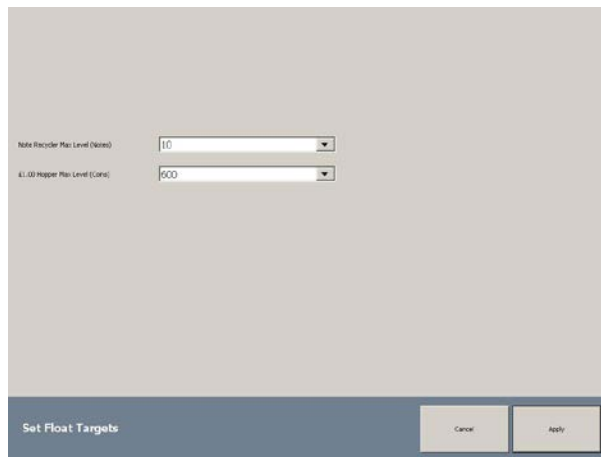 Note Recycler Max Level (Notes)
10
£1.00 Hopper Max Level (Coins)
600
Set Float Targets
Cancel
Apply